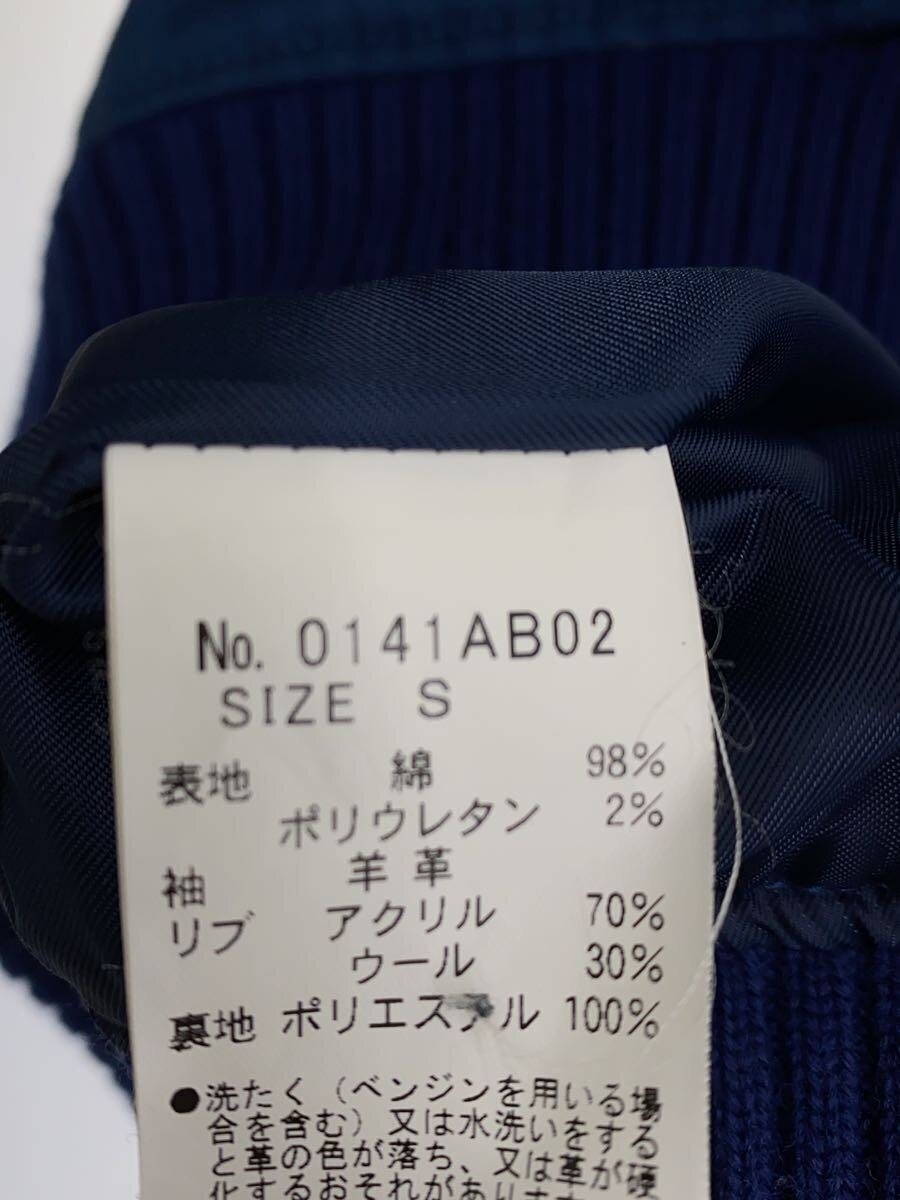 No. 0141AB02
SIZE S
表地 綿 98%
ポリウレタン 2%
袖 羊革
リブ アクリル 70%
ウール 30%
裏地 ポリエステル 100%
●洗たく(ベンジンを用いる場
合を含む)又は水洗いをする
と革の色が落ち、又は革が硬
化するおそれがあります